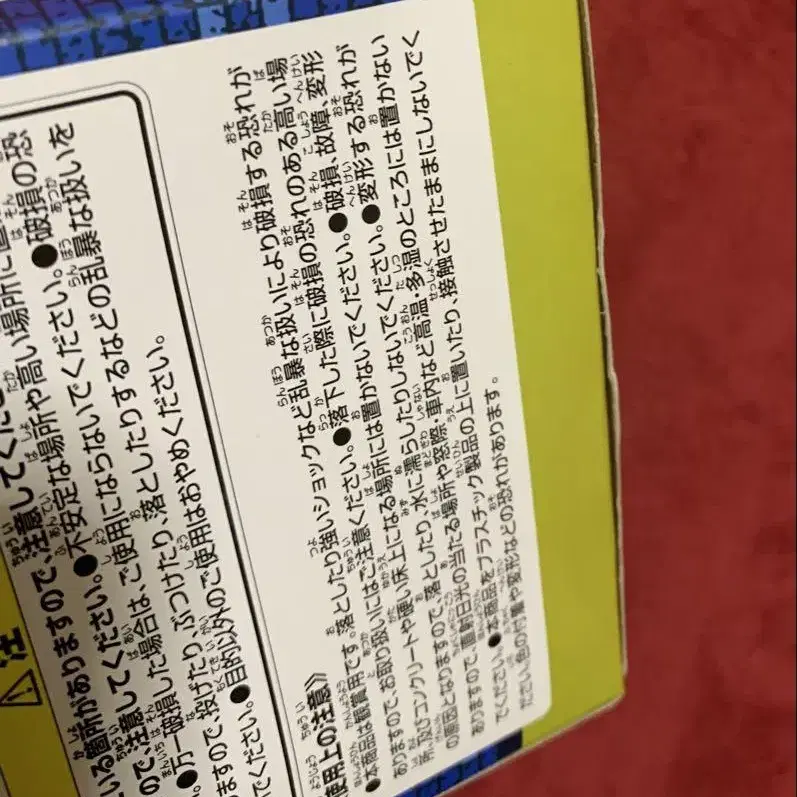 注
いる箇所がありますので、注意してくだ
ので、注意してください。●不安定な場所や高い場所に置
●万一破損した場合は、ご使用にならないでください。●破損の恐
ますので、投げたり、ぶつけたり、落としたりするなどの乱暴な扱いを
でください。●目的以外のご使用はおやめください。
使用上の注意》
●本商品は観賞用です。落としたり強いショックなど乱暴な扱いにより破損する恐れが
ありますので、お取り扱いにはご注意ください。●落下した際に破損の恐れのある高い場
所、及びコンクリートや硬い床上になる場所には置かないでください。●破損、故障、変形
の原因となりますので、落としたり、水に濡らしたりしないでください。●変形する恐れが
ありますので、直射日光の当たる場所や窓際・車内など高温・多湿のところには置かない
でください。●本商品をプラスチック製品の上に置いたり、接触させたままにしないでく
ださい。色の付着や変形などの恐れがあります。